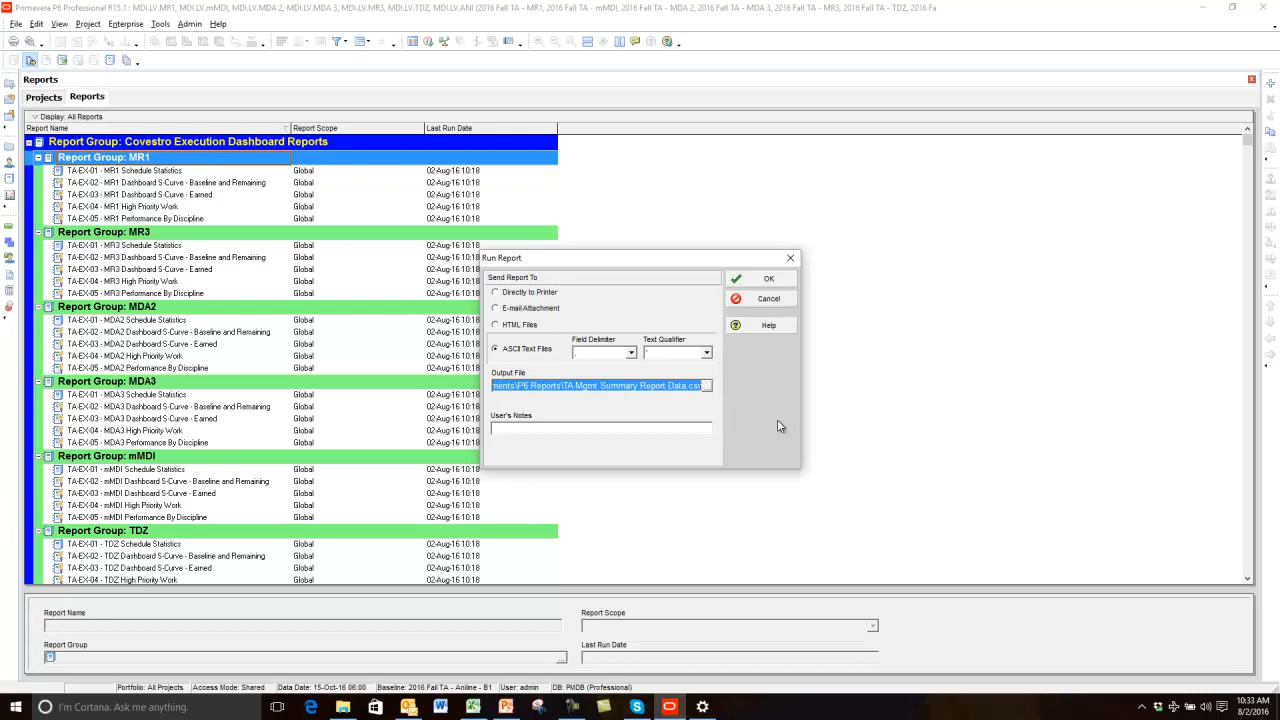 Primavera P6 Professional R15.1: MDI.LV.MR1, MDI.LV.mMDI, MDI.LV.MDA 2, MDI.LV.MDA 3, MDI.LV.MR3, MDI.LV.TDZ, MDI.LV.ANI (2016 Fall TA - MR1, 2016 Fall TA - mMDI, 2016 Fall TA - MDA 2, 2016 Fall TA - MDA 3, 2016 Fall TA - MR3, 2016 Fall TA - TDZ, 2016 Fa
File Edit View Project Enterprise Tools Admin Help
Reports
Projects Reports
Display: All Reports
Report Name Report Scope Last Run Date
Report Group: Covestro Execution Dashboard Reports
Report Group: MR1
TA-EX-01 - MR1 Schedule Statistics Global 02-Aug-16 10:18
TA-EX-02 - MR1 Dashboard S-Curve - Baseline and Remaining Global 02-Aug-16 10:18
TA-EX-03 - MR1 Dashboard S-Curve - Earned Global 02-Aug-16 10:18
TA-EX-04 - MR1 High Priority Work Global 02-Aug-16 10:18
TA-EX-05 - MR1 Performance By Discipline Global 02-Aug-16 10:18
Report Group: MR3
TA-EX-01 - MR3 Schedule Statistics Global 02-Aug-16 10:18
TA-EX-02 - MR3 Dashboard S-Curve - Baseline and Remaining Global 02-Aug-16 10:18
TA-EX-03 - MR3 Dashboard S-Curve - Earned Global 02-Aug-16 10:18
TA-EX-04 - MR3 High Priority Work Global 02-Aug-16 10:18
TA-EX-05 - MR3 Performance By Discipline Global 02-Aug-16 10:18
Report Group: MDA2
TA-EX-01 - MDA2 Schedule Statistics Global 02-Aug-16 10:18
TA-EX-02 - MDA2 Dashboard S-Curve - Baseline and Remaining Global 02-Aug-16 10:18
TA-EX-03 - MDA2 Dashboard S-Curve - Earned Global 02-Aug-16 10:18
TA-EX-04 - MDA2 High Priority Work Global 02-Aug-16 10:18
TA-EX-05 - MDA2 Performance By Discipline Global 02-Aug-16 10:18
Report Group: MDA3
TA-EX-01 - MDA3 Schedule Statistics Global 02-Aug-16 10:18
TA-EX-02 - MDA3 Dashboard S-Curve - Baseline and Remaining Global 02-Aug-16 10:18
TA-EX-03 - MDA3 Dashboard S-Curve - Earned Global 02-Aug-16 10:18
TA-EX-04 - MDA3 High Priority Work Global 02-Aug-16 10:18
TA-EX-05 - MDA3 Performance By Discipline Global 02-Aug-16 10:18
Report Group: mMDI
TA-EX-01 - mMDI Schedule Statistics Global 02-Aug-16 10:18
TA-EX-02 - mMDI Dashboard S-Curve - Baseline and Remaining Global 02-Aug-16 10:18
TA-EX-03 - mMDI Dashboard S-Curve - Earned Global 02-Aug-16 10:18
TA-EX-04 - mMDI High Priority Work Global 02-Aug-16 10:18
TA-EX-05 - mMDI Performance By Discipline Global 02-Aug-16 10:18
Report Group: TDZ
TA-EX-01 - TDZ Schedule Statistics Global 02-Aug-16 10:18
TA-EX-02 - TDZ Dashboard S-Curve - Baseline and Remaining Global 02-Aug-16 10:18
TA-EX-03 - TDZ Dashboard S-Curve - Earned Global 02-Aug-16 10:18
TA-EX-04 - TDZ High Priority Work Global 02-Aug-16 10:18
Run Report
Send Report To
Directly to Printer
E-mail Attachment
HTML Files
ASCII Text Files
Field Delimiter Text Qualifier
Output File
ments\P6 Reports\TA Mgmt Summary Report Data.csv ...
User's Notes
OK
Cancel
Help
Report Name Report Scope
Report Group Last Run Date
Portfolio: All Projects Access Mode: Shared Data Date: 15-Oct-16 06:00 Baseline: 2016 Fall TA - Aniline - B1 User: admin DB: PMDB (Professional)
I'm Cortana. Ask me anything.
10:33 AM
8/2/2016